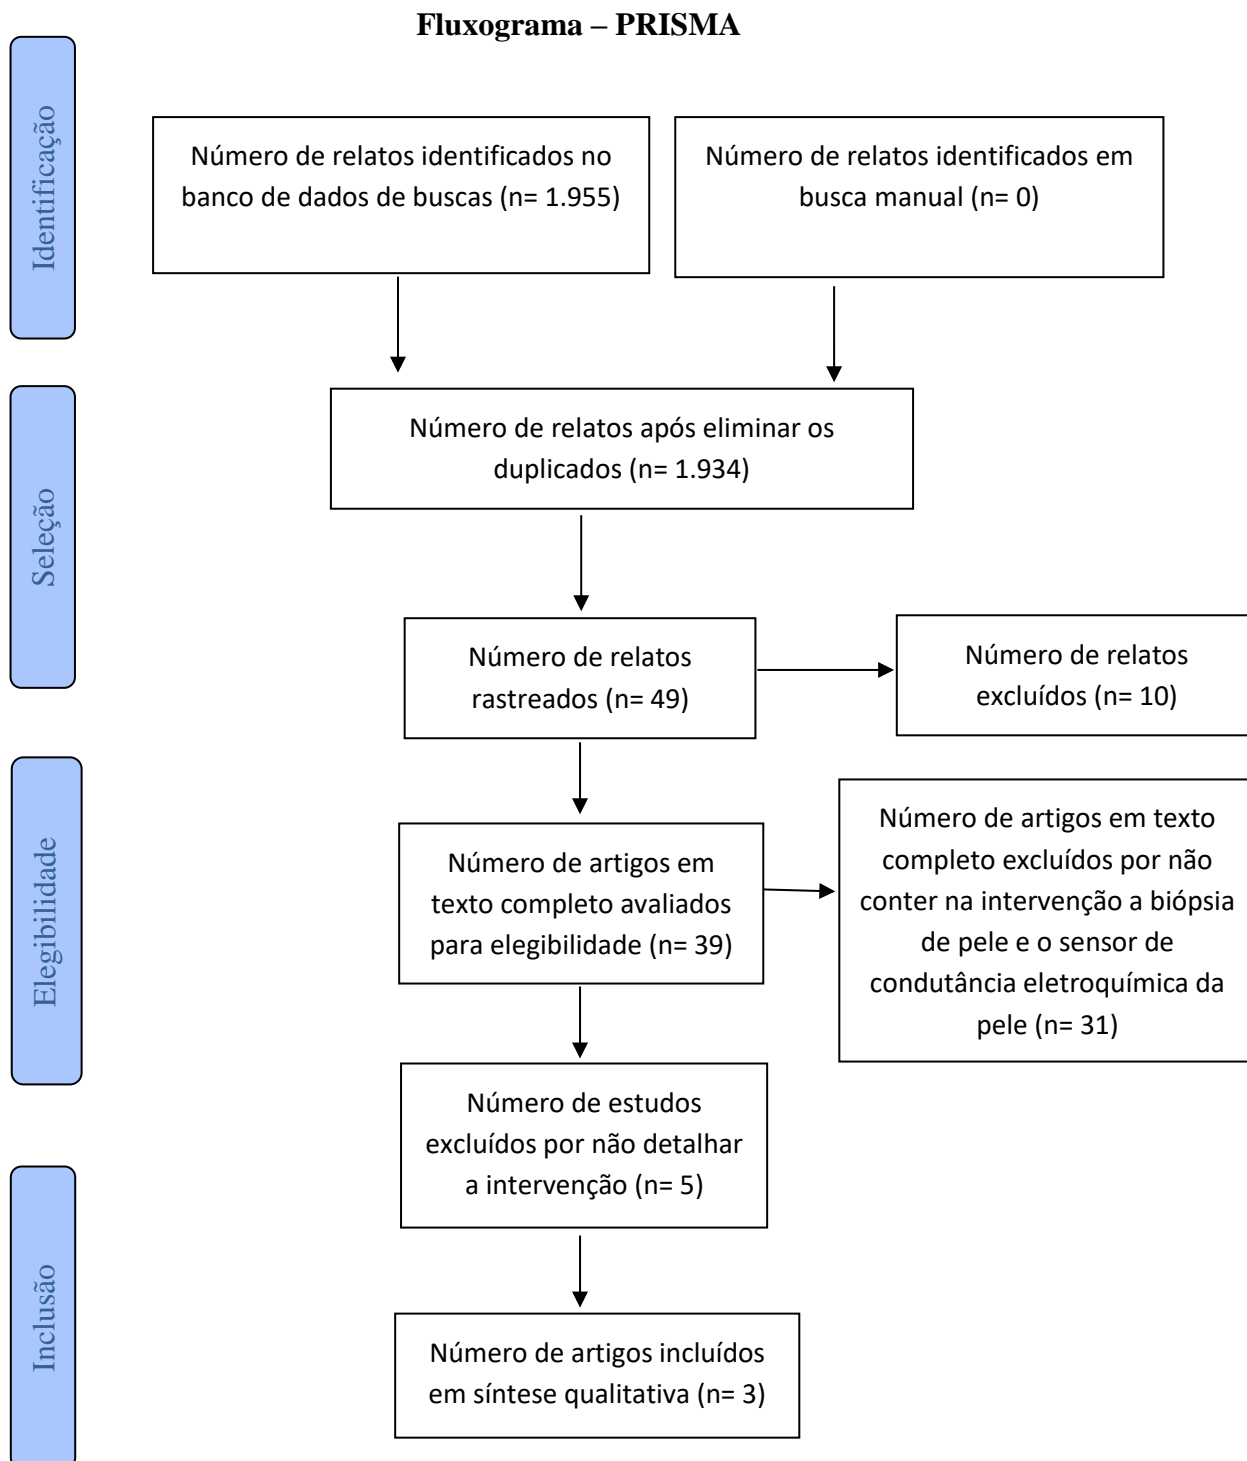 Fluxograma – PRISMA
Identificação
Número de relatos identificados no
banco de dados de buscas (n= 1.955)
Número de relatos identificados em
busca manual (n= 0)
Seleção
Número de relatos após eliminar os
duplicados (n= 1.934)
Número de relatos
rastreados (n= 49)
Número de relatos
excluídos (n= 10)
Elegibilidade
Número de artigos em
texto completo avaliados
para elegibilidade (n= 39)
Número de artigos em texto
completo excluídos por não
conter na intervenção a biópsia
de pele e o sensor de
condutância eletroquímica da
pele (n= 31)
Número de estudos
excluídos por não detalhar
a intervenção (n= 5)
Inclusão
Número de artigos incluídos
em síntese qualitativa (n= 3)